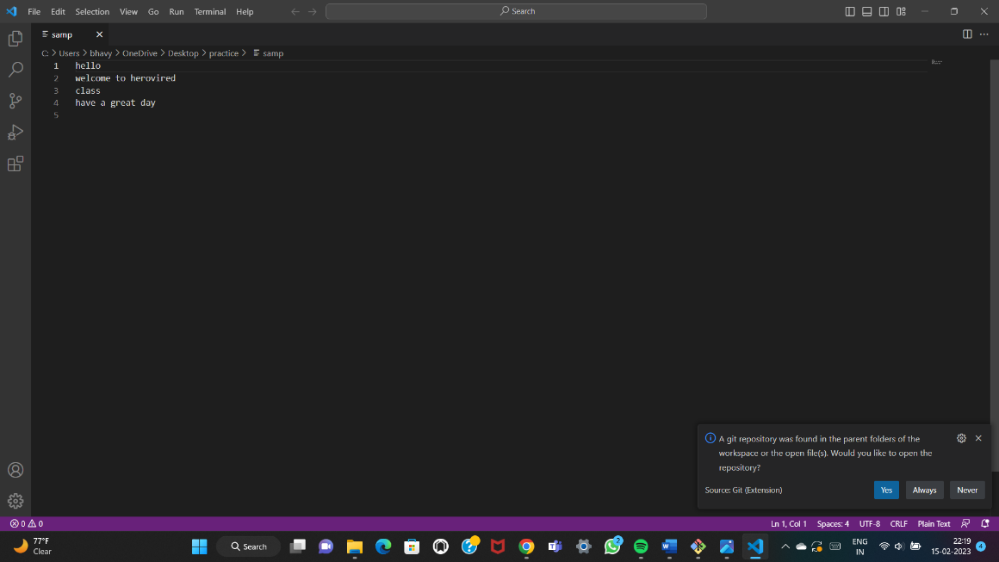 File Edit Selection View Go Run Terminal Help Search
samp
C: > Users > bhavy > OneDrive > Desktop > practice > samp
1 hello
2 welcome to herovired
3 class
4 have a great day
5
A git repository was found in the parent folders of the
workspace or the open file(s). Would you like to open the
repository?
Source: Git (Extension) Yes Always Never
0 0 Ln 1, Col 1 Spaces: 4 UTF-8 CRLF Plain Text
77°F
Clear
Search
2
ENG
IN
22:19
15-02-2023
4